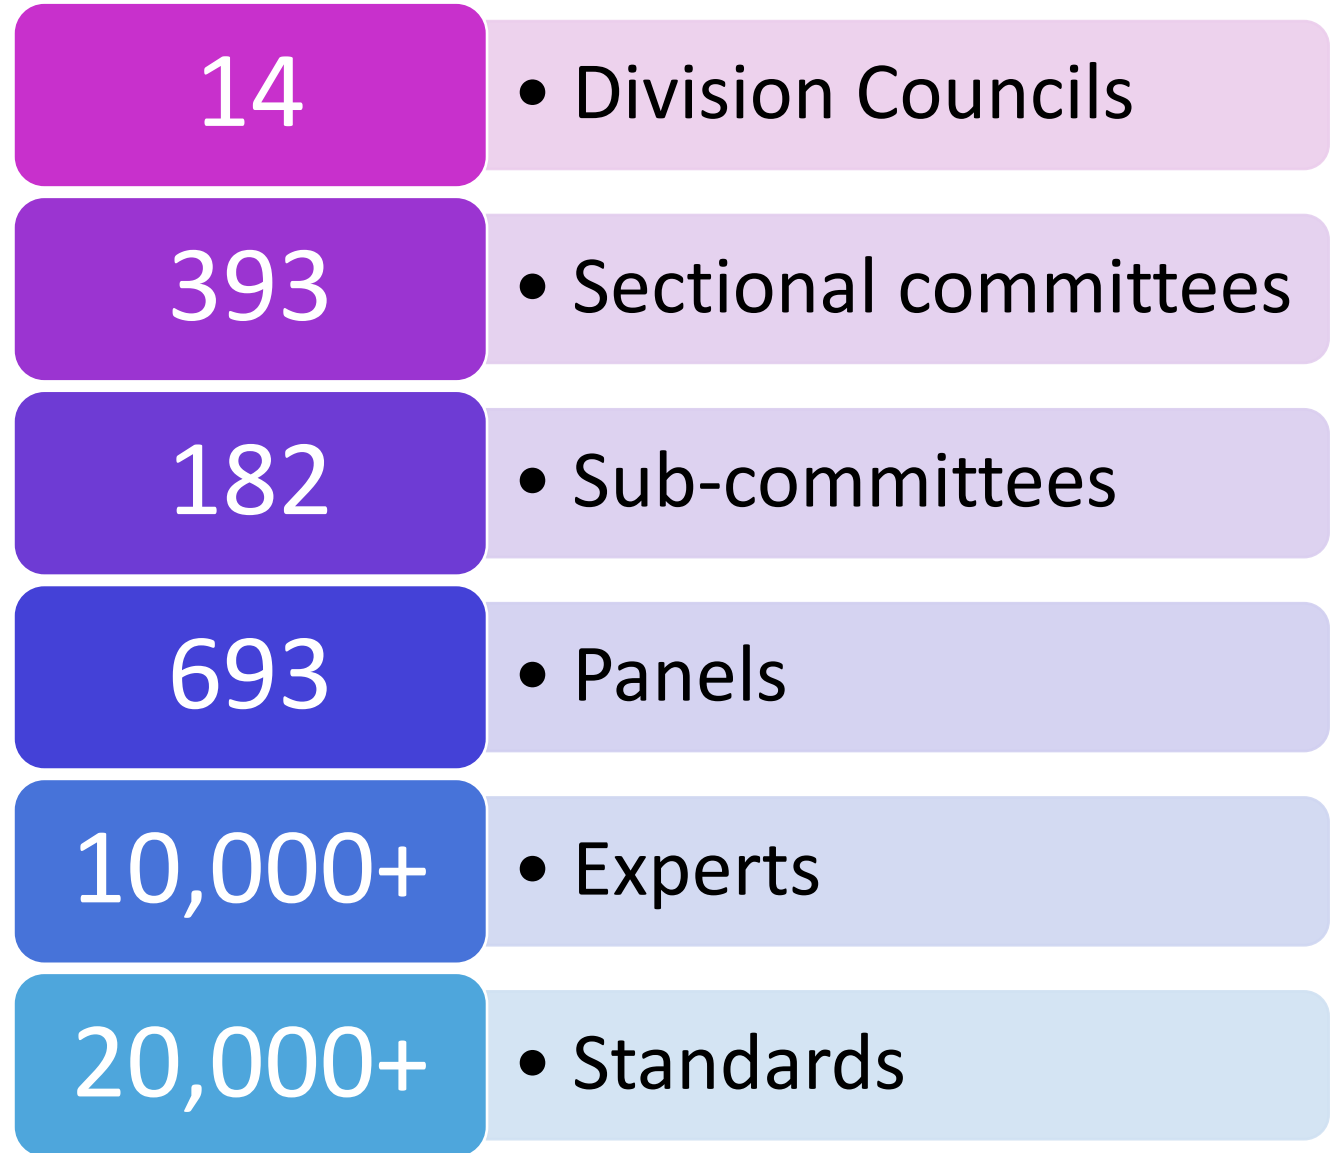 14
• Division Councils
393
• Sectional committees
182
• Sub-committees
693
• Panels
10,000+
• Experts
20,000+
• Standards